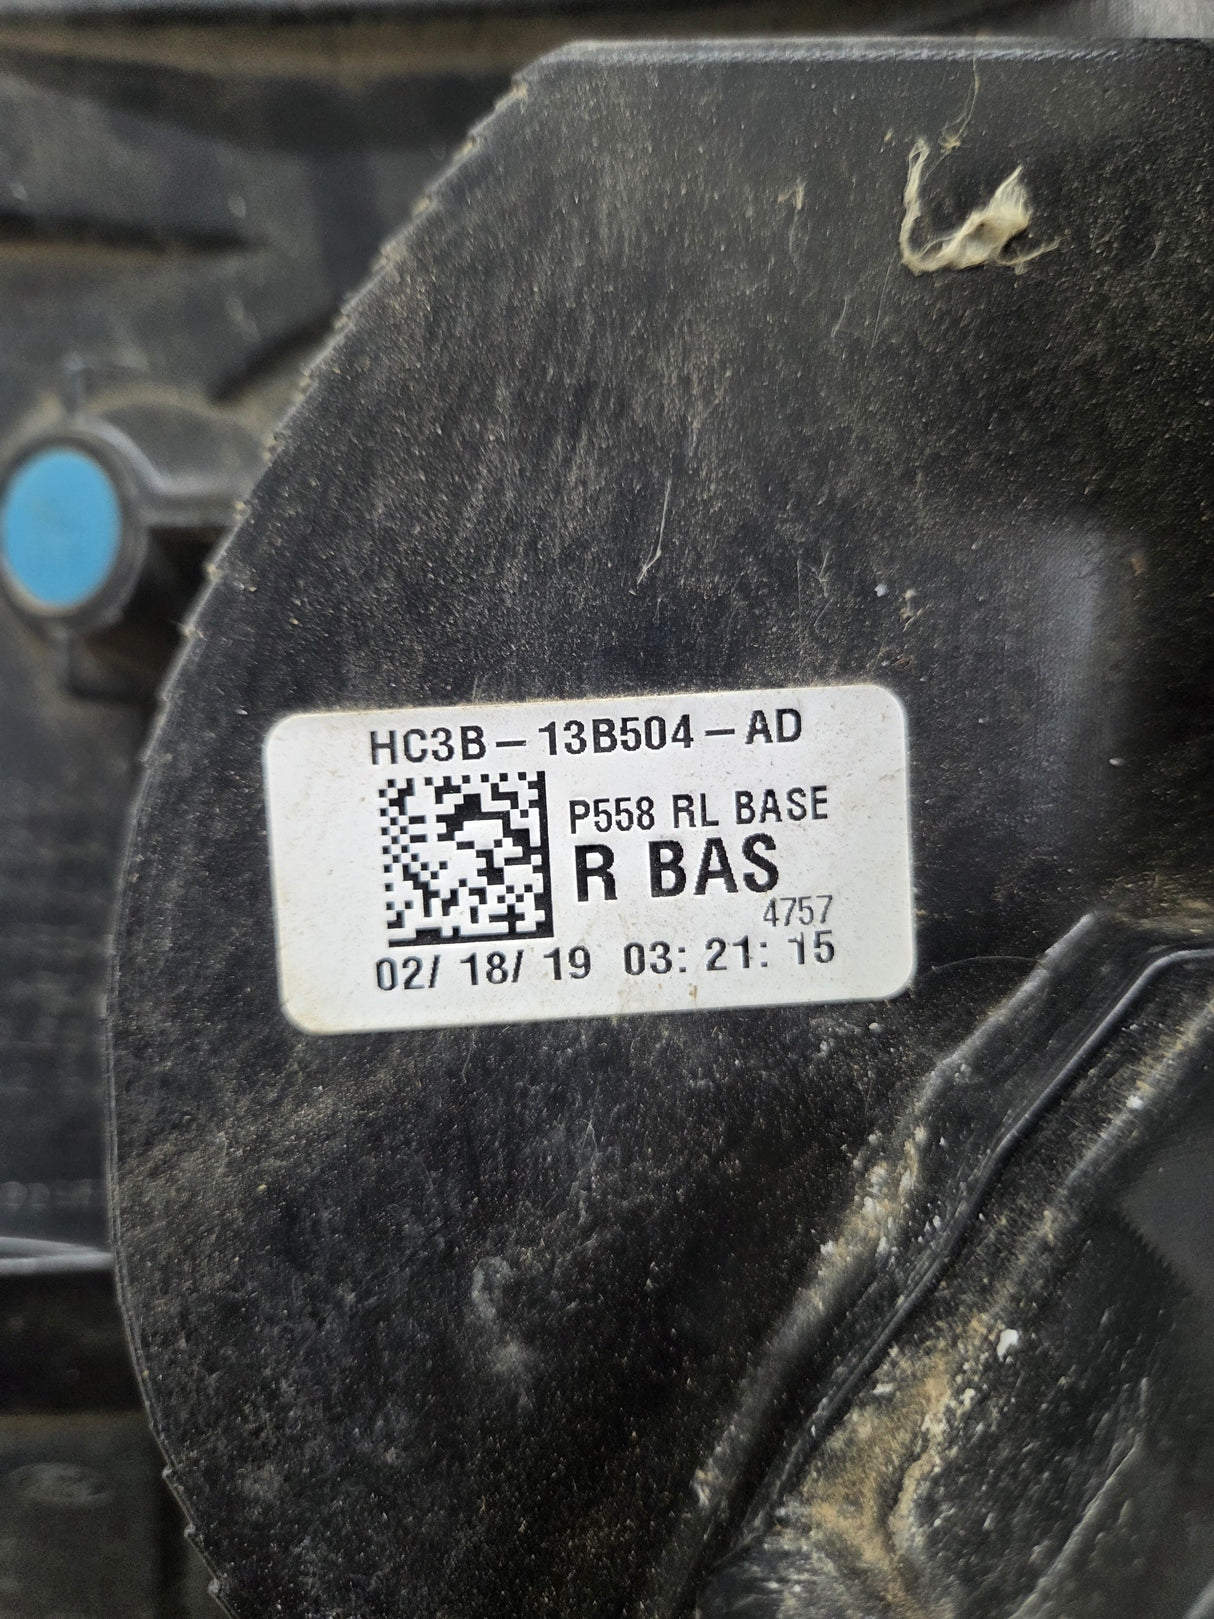 HC3B-13B504-AD
P558 RL BASE
R BAS
4757
02/ 18/ 19 03: 21: 15